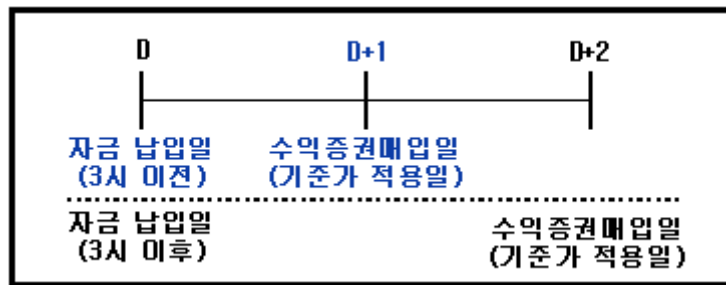 D D+1 D+2
자금 납입일 수익증권매입일
(3시 이전) (기준가 적용일)
자금 납입일 수익증권매입일
(3시 이후) (기준가 적용일)